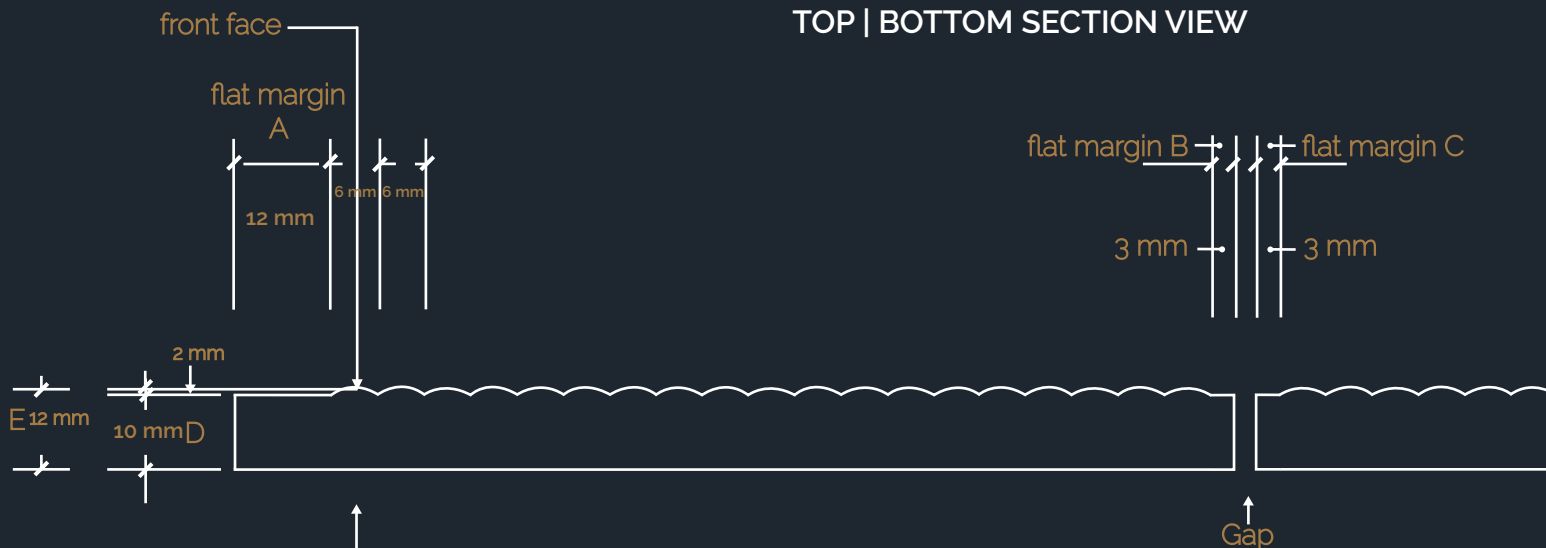 TOP | BOTTOM SECTION VIEW
front face
flat margin
A
flat margin B
flat margin C
6 mm
6 mm
12 mm
3 mm
3 mm
2 mm
E 12 mm
10 mm D
Gap